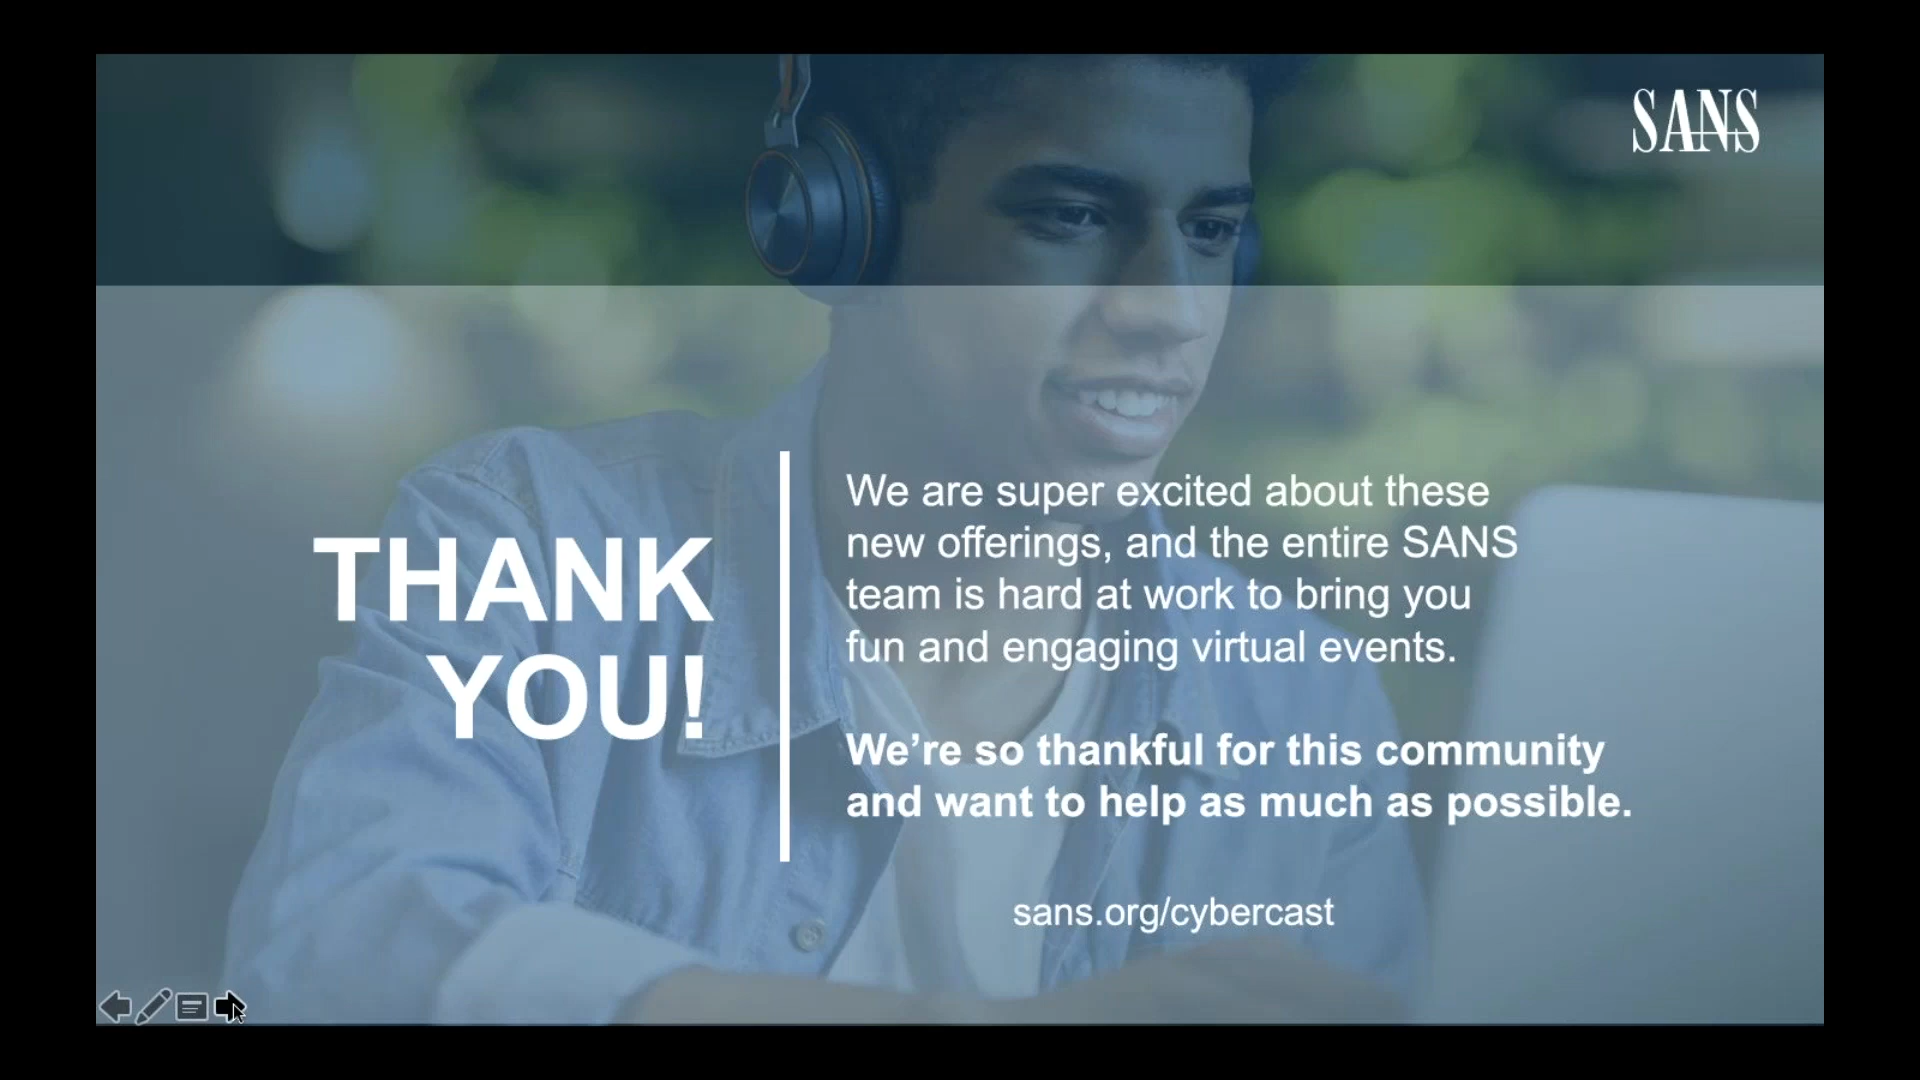 SANS
THANK
YOU!
We are super excited about these
new offerings, and the entire SANS
team is hard at work to bring you
fun and engaging virtual events.
We’re so thankful for this community
and want to help as much as possible.
sans.org/cybercast